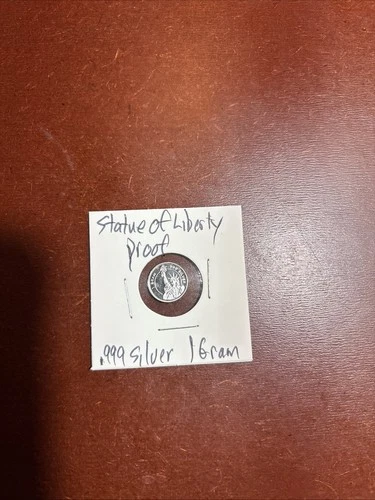 Statue of Liberty
Proof
.999 Silver 1 Gram